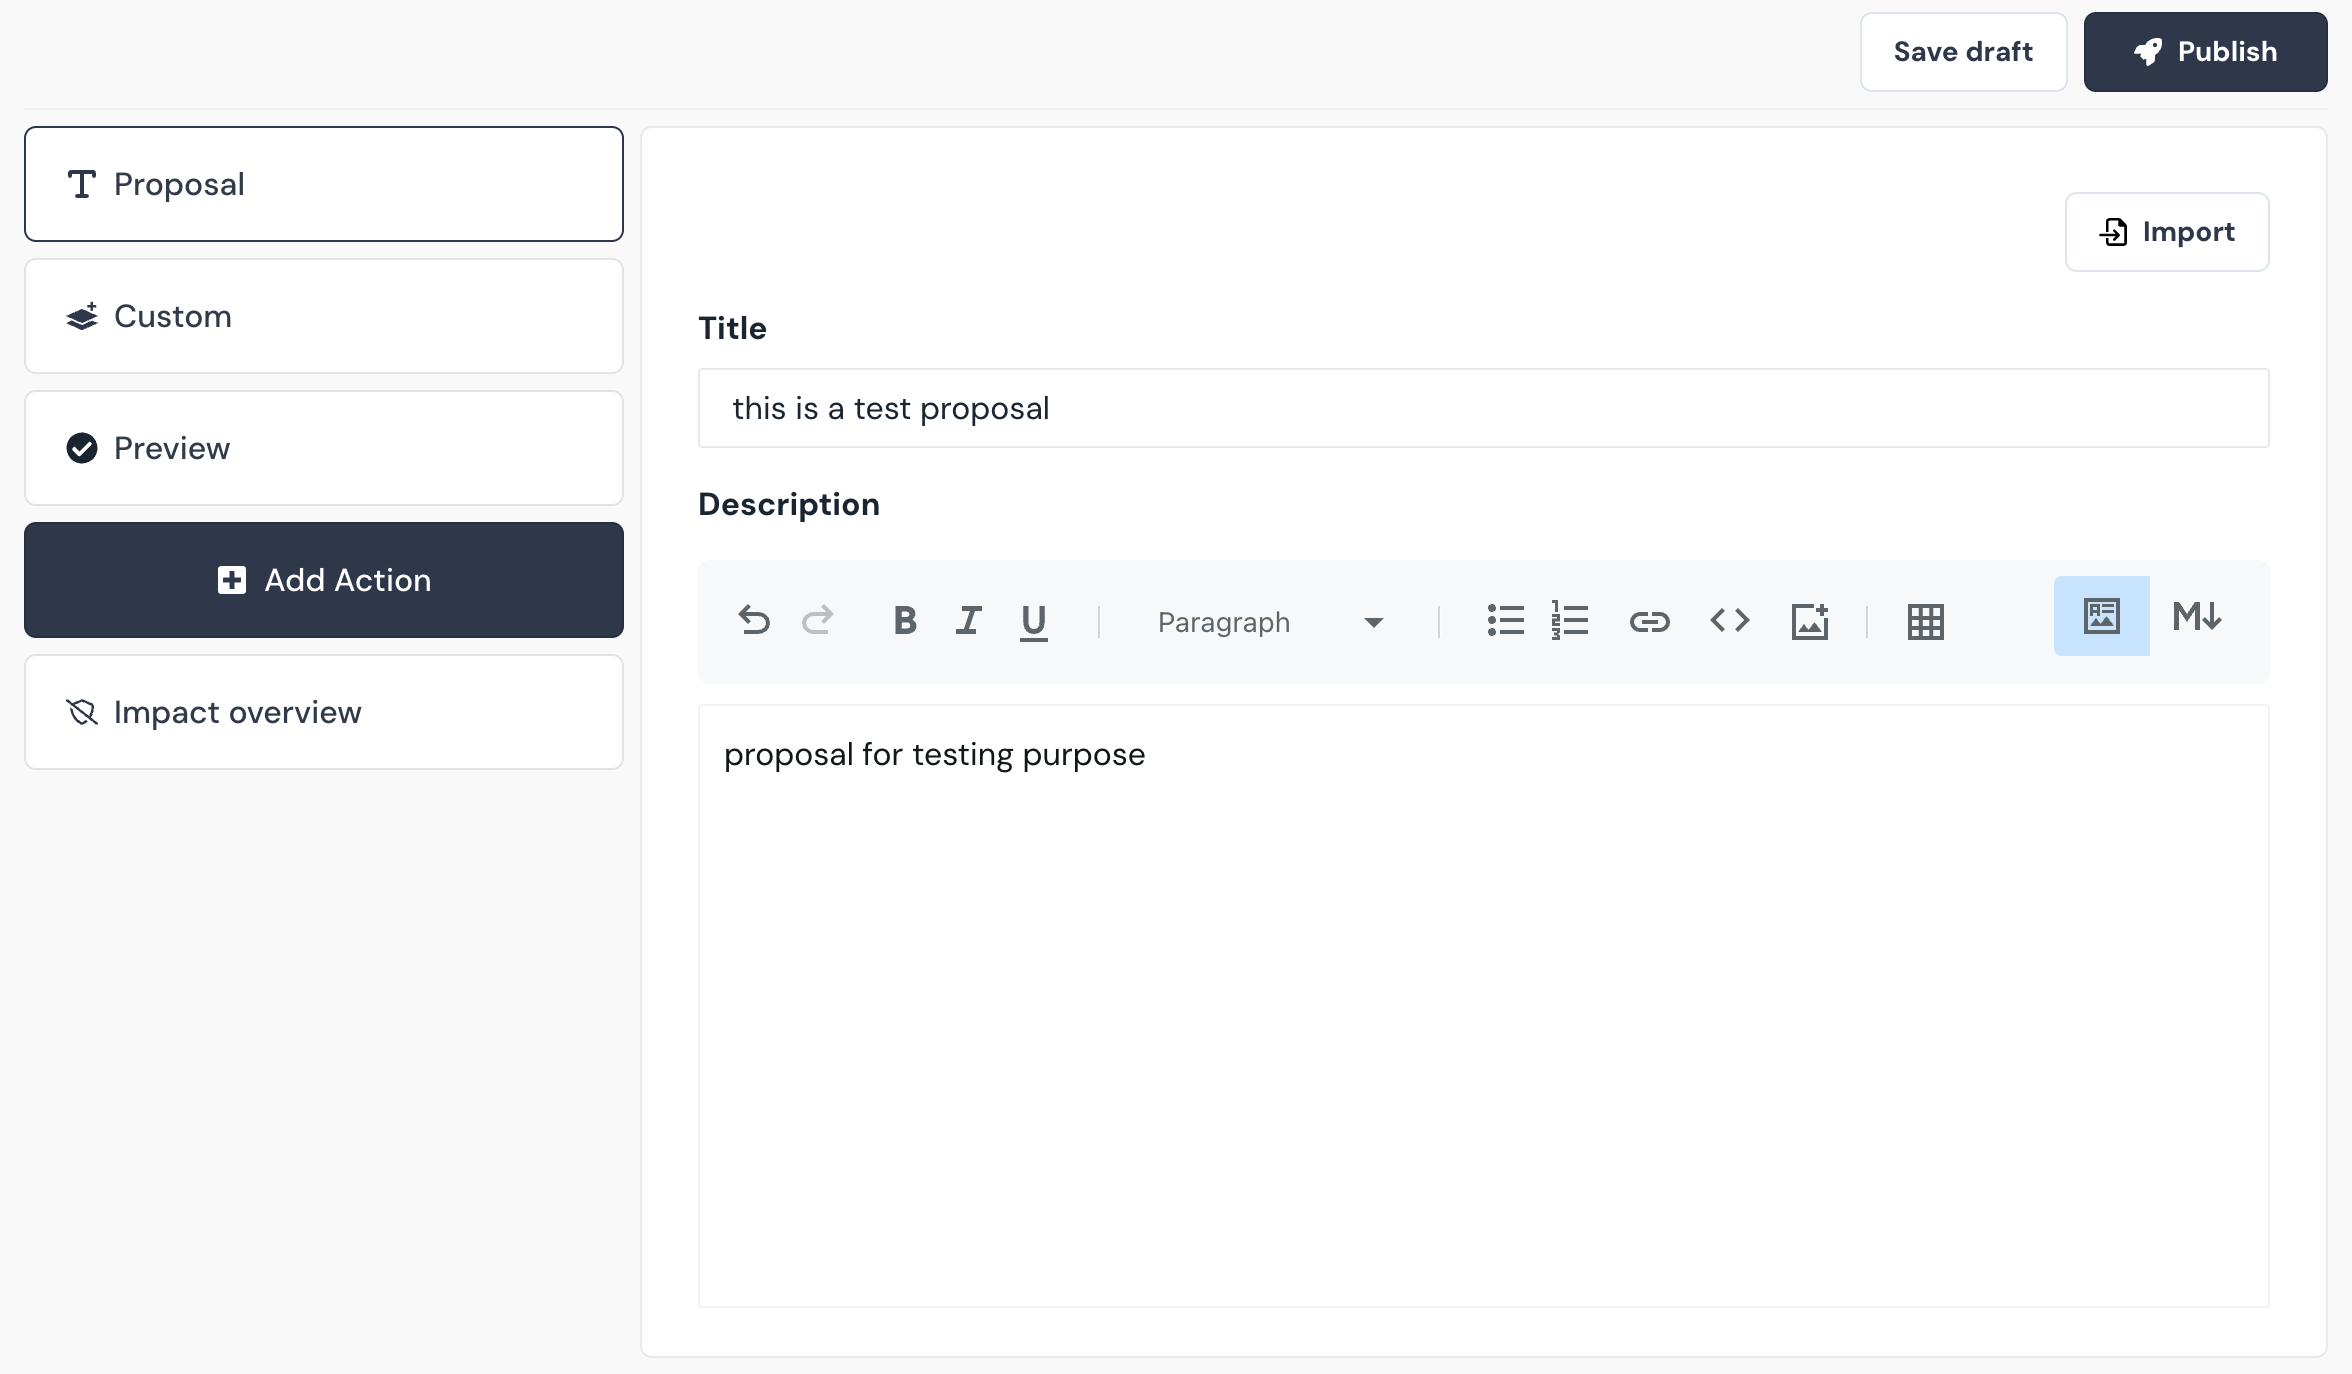 Save draft
Publish
Proposal
Custom
Preview
Add Action
Impact overview
Import
Title
this is a test proposal
Description
B I U Paragraph M↓
proposal for testing purpose